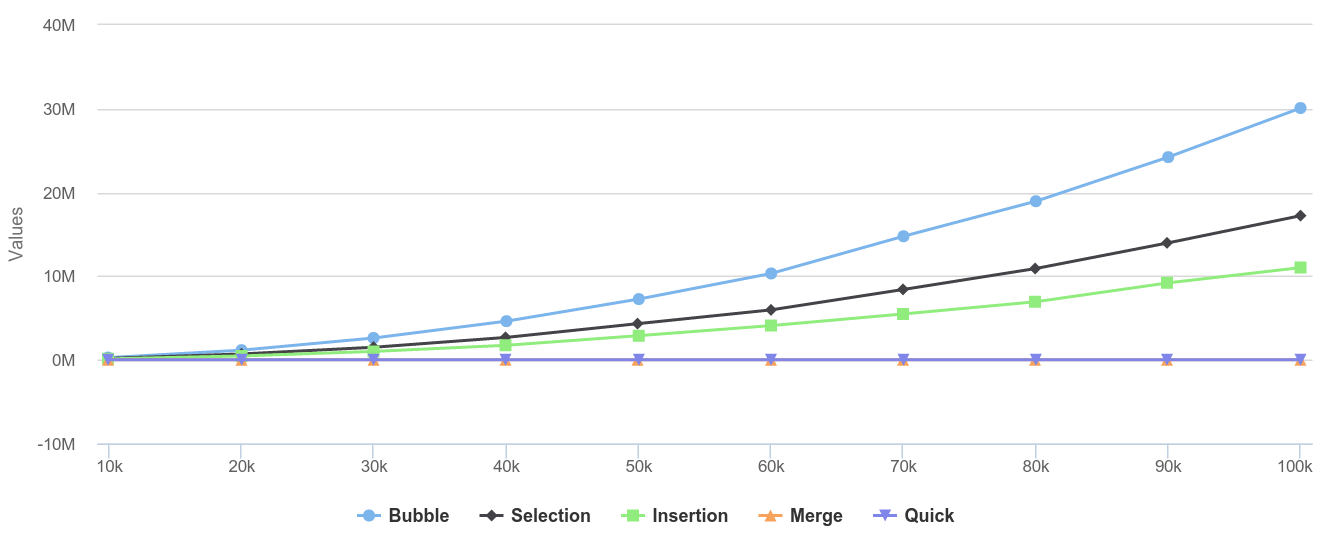 40M
30M
20M
10M
0M
-10M
Values
10k 20k 30k 40k 50k 60k 70k 80k 90k 100k
Bubble Selection Insertion Merge Quick